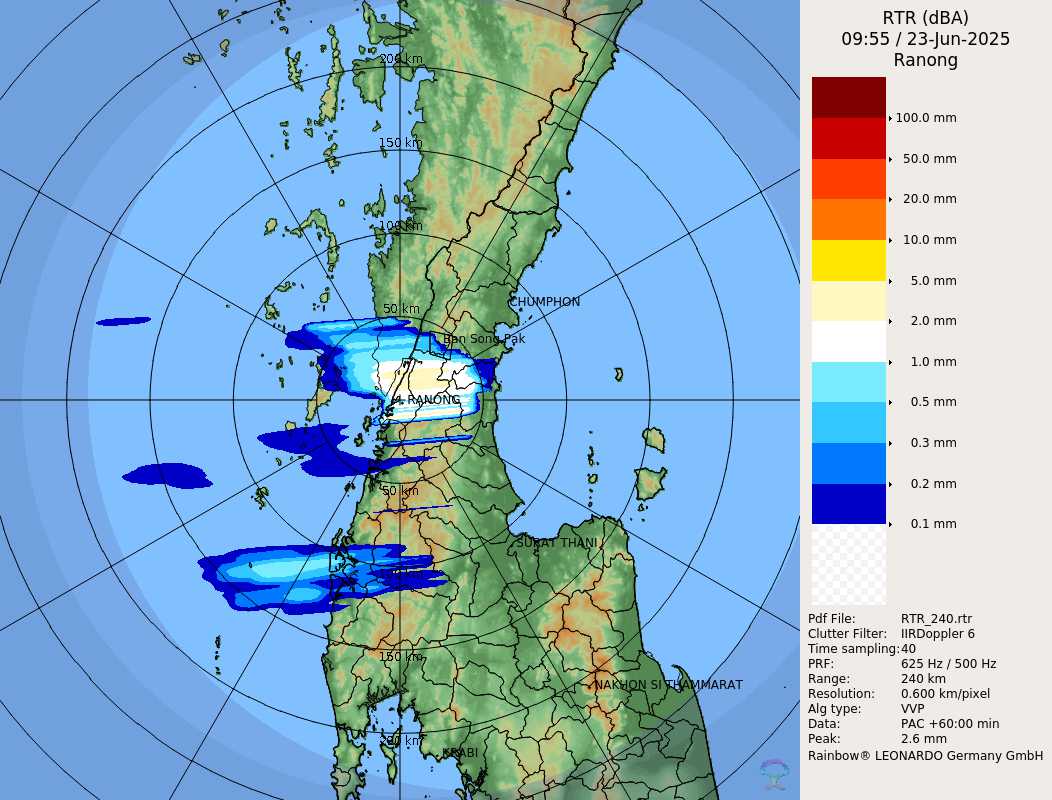 RTR (dBA)
09:55 / 23-Jun-2025
Ranong
100.0 mm
50.0 mm
20.0 mm
10.0 mm
5.0 mm
2.0 mm
1.0 mm
0.5 mm
0.3 mm
0.2 mm
0.1 mm
Pdf File: RTR_240.rtr
Clutter Filter: IIRDoppler 6
Time sampling:40
PRF: 625 Hz / 500 Hz
Range: 240 km
Resolution: 0.600 km/pixel
Alg type: VVP
Data: PAC +60:00 min
Peak: 2.6 mm
Rainbow® LEONARDO Germany GmbH
200 km
150 km
100 km
50 km
CHUMPHON
Ban Song Pak
RANONG
50 km
SURAT THANI
150 km
NAKHON SI THAMMARAT
200 km
KRABI